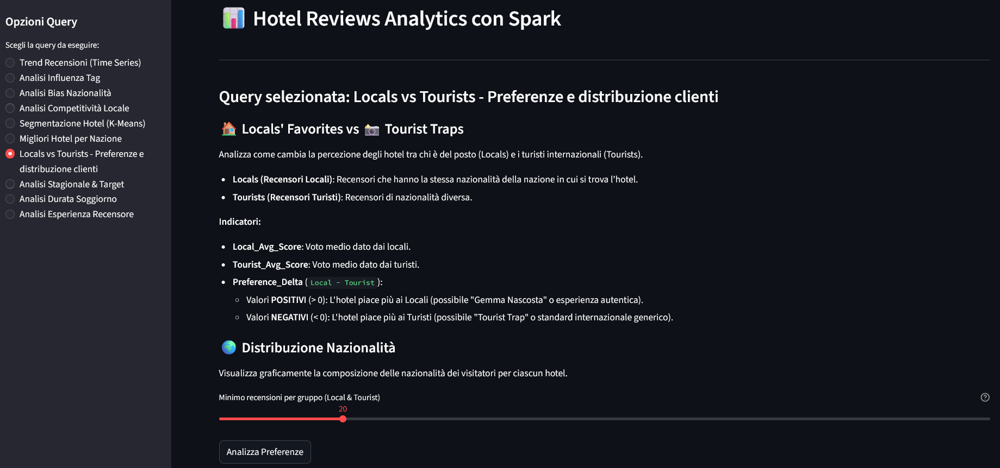 Opzioni Query
Scegli la query da eseguire:
Trend Recensioni (Time Series)
Analisi Influenza Tag
Analisi Bias Nazionalità
Analisi Competitività Locale
Segmentazione Hotel (K-Means)
Migliori Hotel per Nazione
Locals vs Tourists - Preferenze e
distribuzione clienti
Analisi Stagionale & Target
Analisi Durata Soggiorno
Analisi Esperienza Recensore
Hotel Reviews Analytics con Spark
Query selezionata: Locals vs Tourists - Preferenze e distribuzione clienti
Locals' Favorites vs Tourist Traps
Analizza come cambia la percezione degli hotel tra chi è del posto (Locals) e i turisti internazionali (Tourists).
Locals (Recensori Locali): Recensori che hanno la stessa nazionalità della nazione in cui si trova l'hotel.
Tourists (Recensori Turisti): Recensori di nazionalità diversa.
Indicatori:
Local_Avg_Score: Voto medio dato dai locali.
Tourist_Avg_Score: Voto medio dato dai turisti.
Preference_Delta (Local - Tourist):
Valori POSITIVI (> 0): L'hotel piace più ai Locali (possibile "Gemma Nascosta" o esperienza autentica).
Valori NEGATIVI (< 0): L'hotel piace più ai Turisti (possibile "Tourist Trap" o standard internazionale generico).
Distribuzione Nazionalità
Visualizza graficamente la composizione delle nazionalità dei visitatori per ciascun hotel.
Minimo recensioni per gruppo (Local & Tourist)
20
Analizza Preferenze